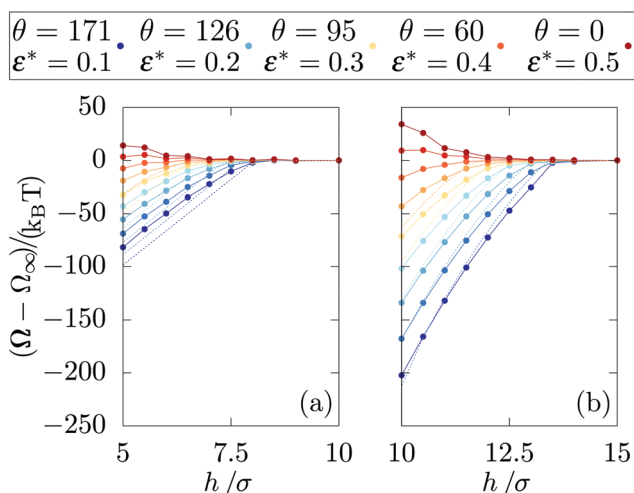 θ = 171 θ = 126 θ = 95 θ = 60 θ = 0
ε* = 0.1 ε* = 0.2 ε* = 0.3 ε* = 0.4 ε* = 0.5
50
0
−50
−100
−150
−200
−250
(Ω − Ω∞)/(kBT)
(a)
(b)
5 7.5 10
10 12.5 15
h/σ
h/σ